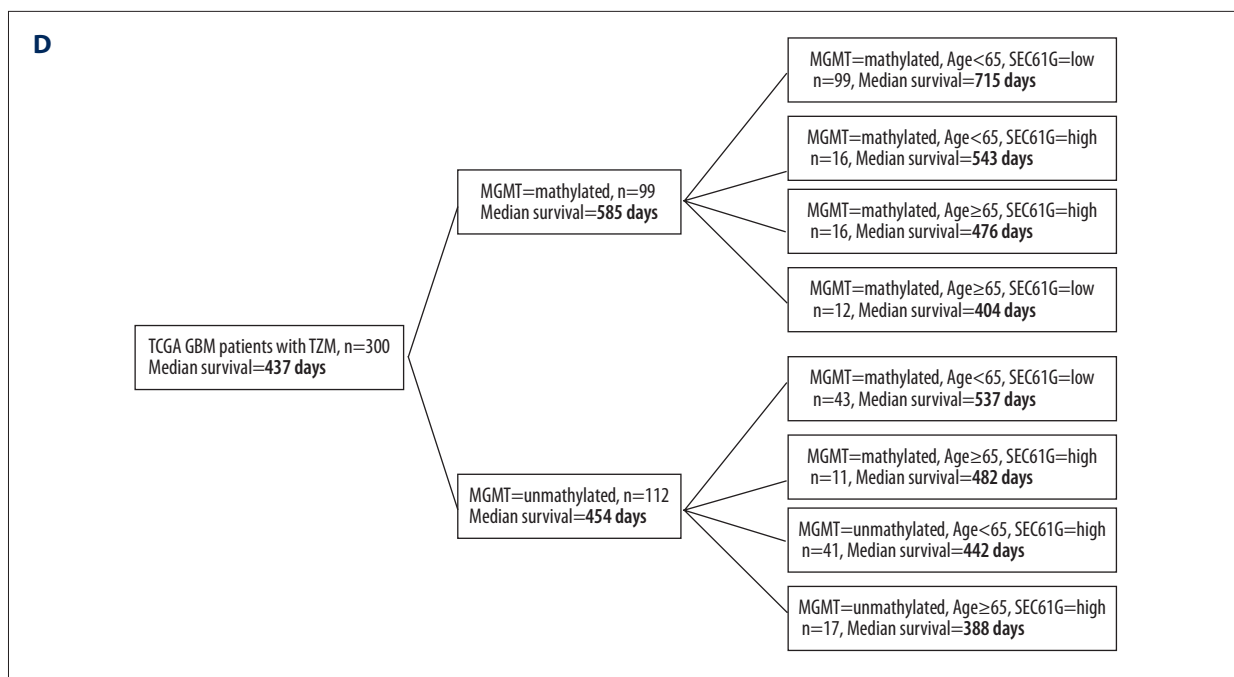 D
TCGA GBM patients with TZM, n=300
Median survival=437 days
MGMT=mathylated, n=99
Median survival=585 days
MGMT=unmathylated, n=112
Median survival=454 days
MGMT=mathylated, Age<65, SEC61G=low
n=99, Median survival=715 days
MGMT=mathylated, Age<65, SEC61G=high
n=16, Median survival=543 days
MGMT=mathylated, Age≥65, SEC61G=high
n=16, Median survival=476 days
MGMT=mathylated, Age≥65, SEC61G=low
n=12, Median survival=404 days
MGMT=mathylated, Age<65, SEC61G=low
n=43, Median survival=537 days
MGMT=mathylated, Age≥65, SEC61G=high
n=11, Median survival=482 days
MGMT=unmathylated, Age<65, SEC61G=high
n=41, Median survival=442 days
MGMT=unmathylated, Age≥65, SEC61G=high
n=17, Median survival=388 days